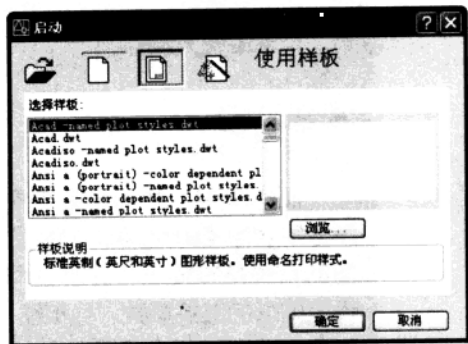 启动
使用样板
选择样板:
Acad -named plot styles.dwt
Acad.dwt
Acadiso -named plot styles.dwt
Acadiso.dwt
Ansi a (portrait) -color dependent pl
Ansi a (portrait) -named plot styles.
Ansi a -color dependent plot styles.d
Ansi a -named plot styles.dwt
浏览...
样板说明
标准英制(英尺和英寸)图形样板。使用命名打印样式。
确定 取消